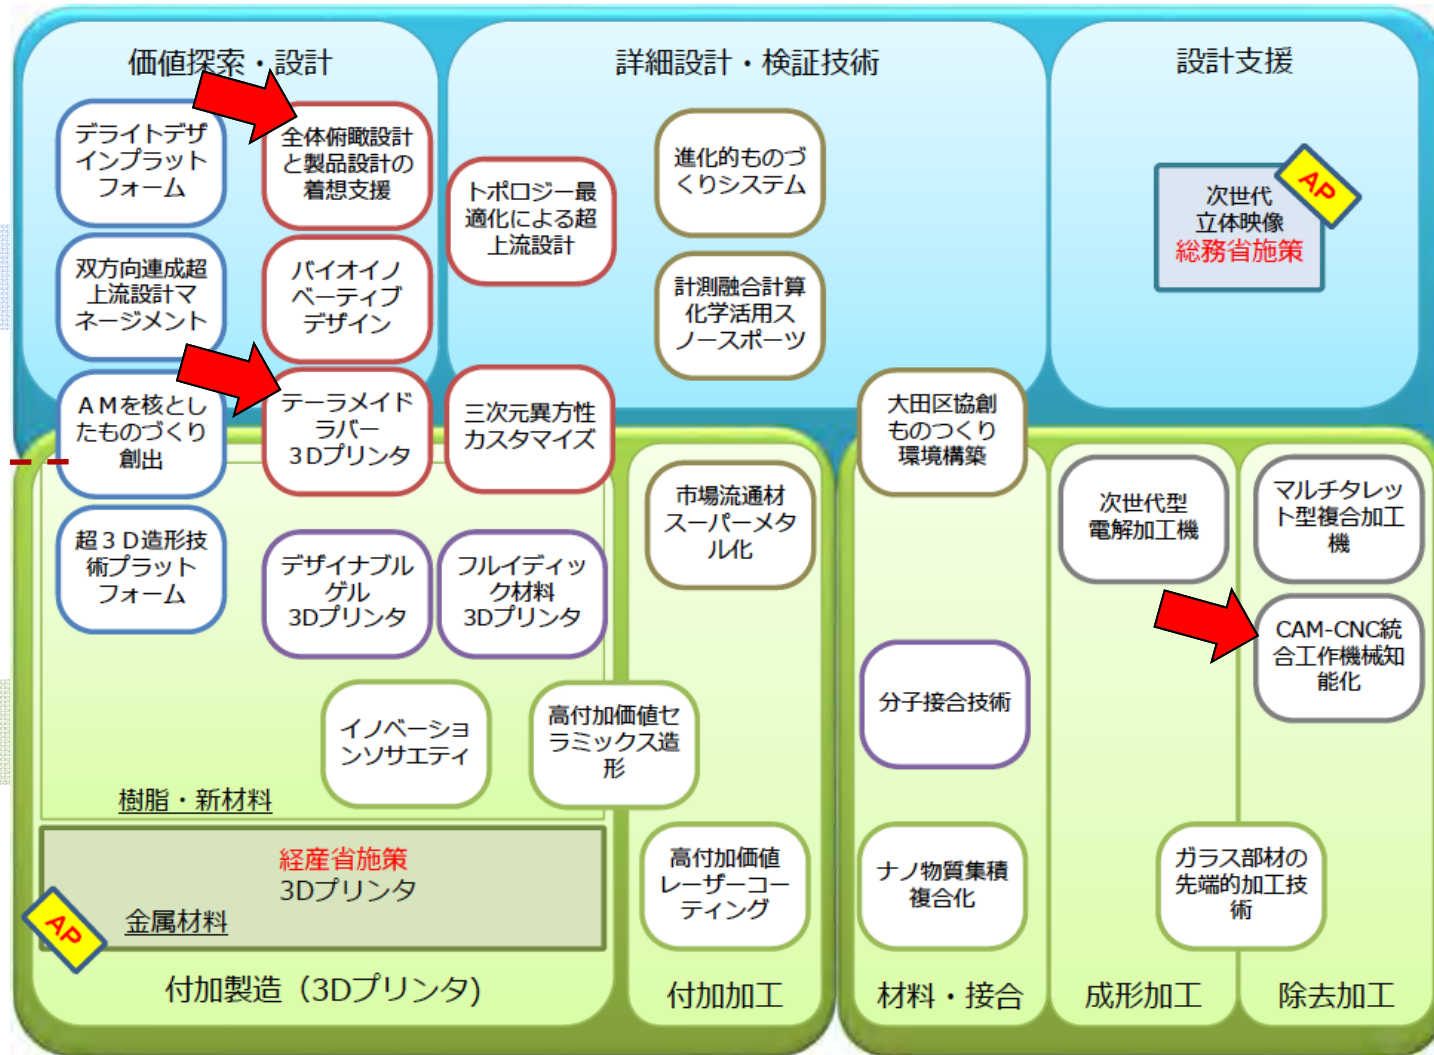 価値探索・設計
詳細設計・検証技術
設計支援
デライトデザ
インプラット
フォーム
全体俯瞰設計
と製品設計の
着想支援
トポロジー最
適化による超
上流設計
進化的ものづ
くりシステム
次世代
立体映像
総務省施策
AP
双方向連成超
上流設計マ
ネージメント
バイオイノ
ベーティブ
デザイン
計測融合計算
化学活用ス
ノースポーツ
ＡＭを核とし
たものづくり
創出
テーラメイド
ラバー
３Dプリンタ
三次元異方性
カスタマイズ
大田区協創
ものつくり
環境構築
市場流通材
スーパーメタ
ル化
次世代型
電解加工機
マルチタレッ
ト型複合加工
機
超３Ｄ造形技
術プラット
フォーム
デザイナブル
ゲル
3Dプリンタ
フルイディッ
ク材料
3Dプリンタ
CAM-CNC統
合工作機械知
能化
分子接合技術
イノベーショ
ンソサエティ
高付加価値セ
ラミックス造
形
樹脂・新材料
経産省施策
3Dプリンタ
金属材料
AP
高付加価値
レーザーコー
ティング
ナノ物質集積
複合化
ガラス部材の
先端的加工技
術
付加製造（3Dプリンタ）
付加加工
材料・接合
成形加工
除去加工